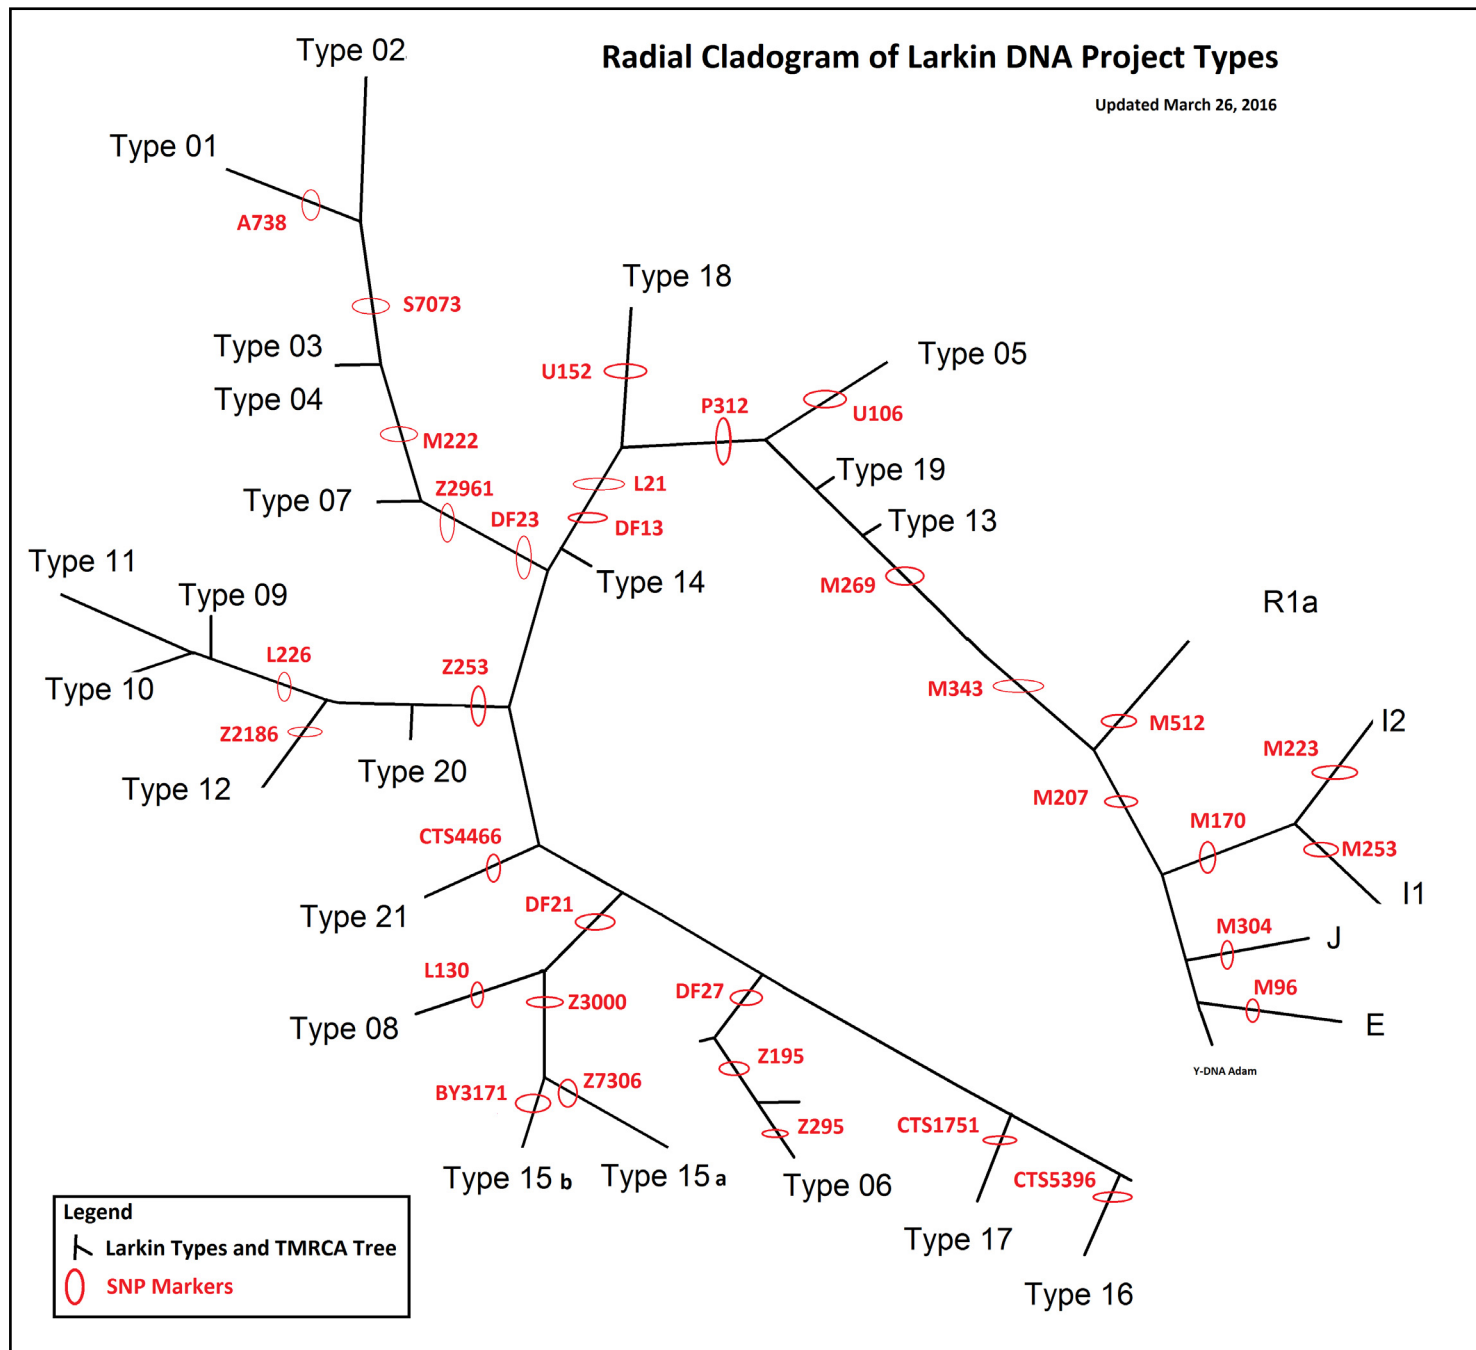 Radial Cladogram of Larkin DNA Project Types
Updated March 26, 2016
Type 02
Type 01
A738
S7073
Type 18
Type 03
Type 05
U152
Type 04
P312
U106
M222
Type 19
Z2961
L21
Type 07
DF23
DF13
Type 13
Type 11
Type 14
M269
Type 09
R1a
L226
Z253
Type 10
M343
Z2186
M512
I2
M223
Type 20
Type 12
M207
M170
CTS4466
M253
I1
DF21
Type 21
M304
J
L130
DF27
M96
Z3000
Type 08
E
Z195
Y-DNA Adam
Z7306
BY3171
Z295
CTS1751
Type 15 b
Type 15 a
Type 06
CTS5396
Type 17
Type 16
Legend
Larkin Types and TMRCA Tree
SNP Markers